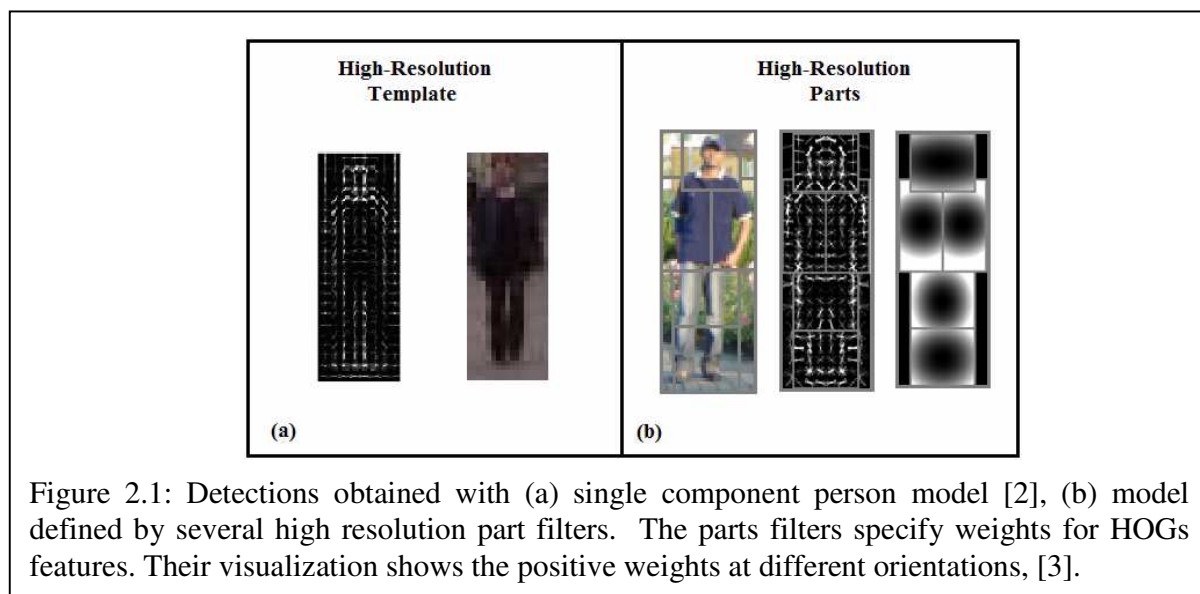 High-Resolution
Template
High-Resolution
Parts
(a)
(b)
Figure 2.1: Detections obtained with (a) single component person model [2], (b) model
defined by several high resolution part filters. The parts filters specify weights for HOGs
features. Their visualization shows the positive weights at different orientations, [3].